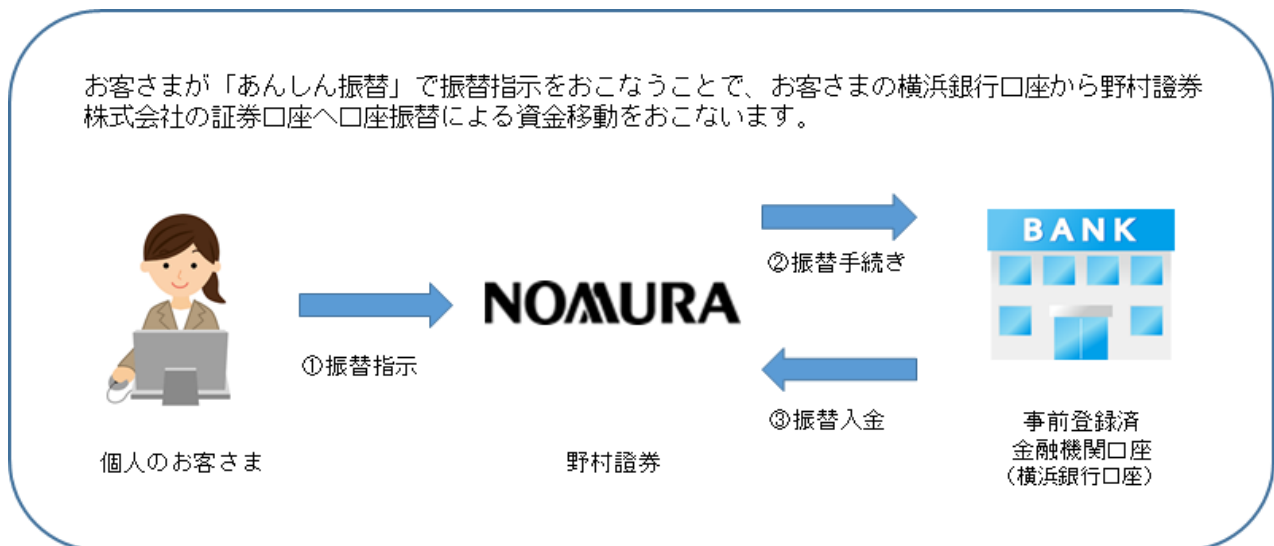 お客さまが「あんしん振替」で振替指示をおこなうことで、お客さまの横浜銀行口座から野村證券
株式会社の証券口座へ口座振替による資金移動をおこないます。
BANK
②振替手続き
NOMURA
①振替指示
③振替入金
事前登録済
金融機関口座
（横浜銀行口座）
個人のお客さま
野村證券